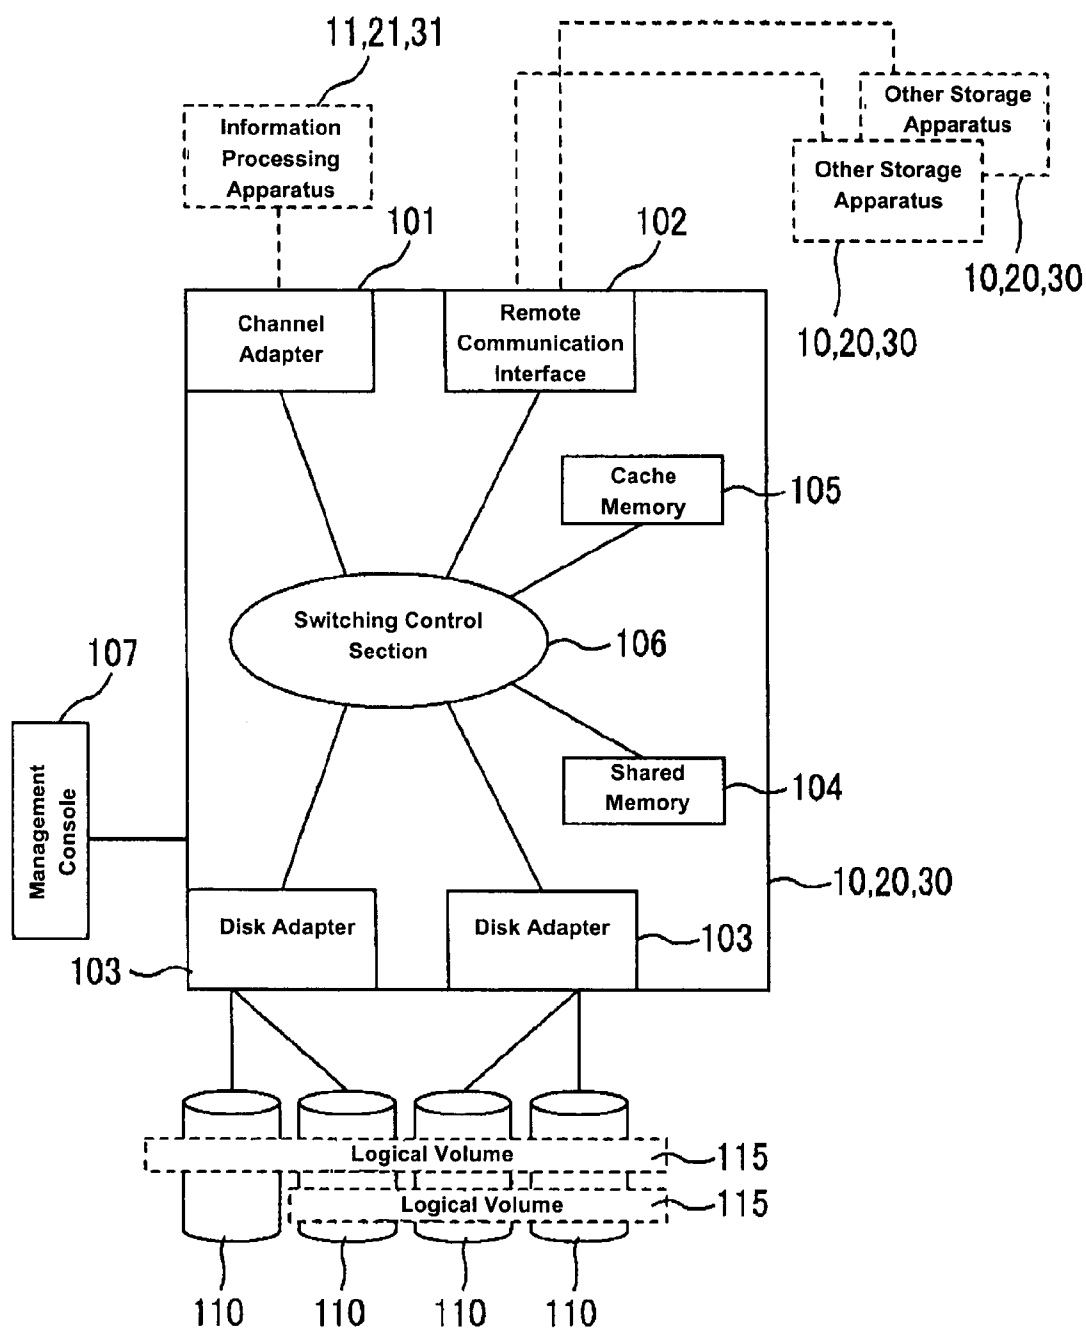 11,21,31
Information
Processing
Apparatus
Other Storage
Apparatus
Other Storage
Apparatus
10,20,30
10,20,30
101
102
Channel
Adapter
Remote
Communication
Interface
Cache
Memory
105
Switching Control
Section
106
107
Management
Console
Shared
Memory
104
10,20,30
Disk Adapter
Disk Adapter
103
103
Logical Volume
115
Logical Volume
115
110
110
110
110